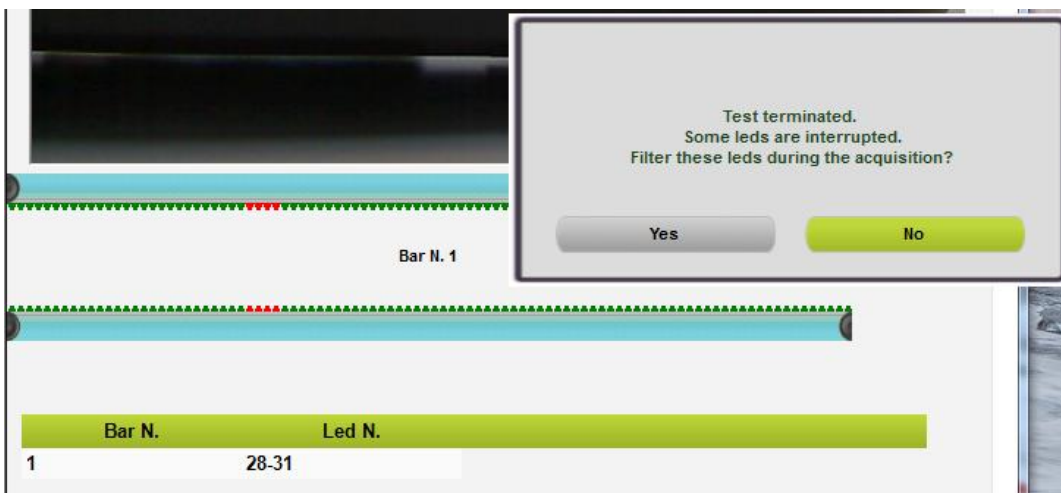 Test terminated.
Some leds are interrupted.
Filter these leds during the acquisition?
Yes No
Bar N. 1
Bar N. Led N.
1 28-31